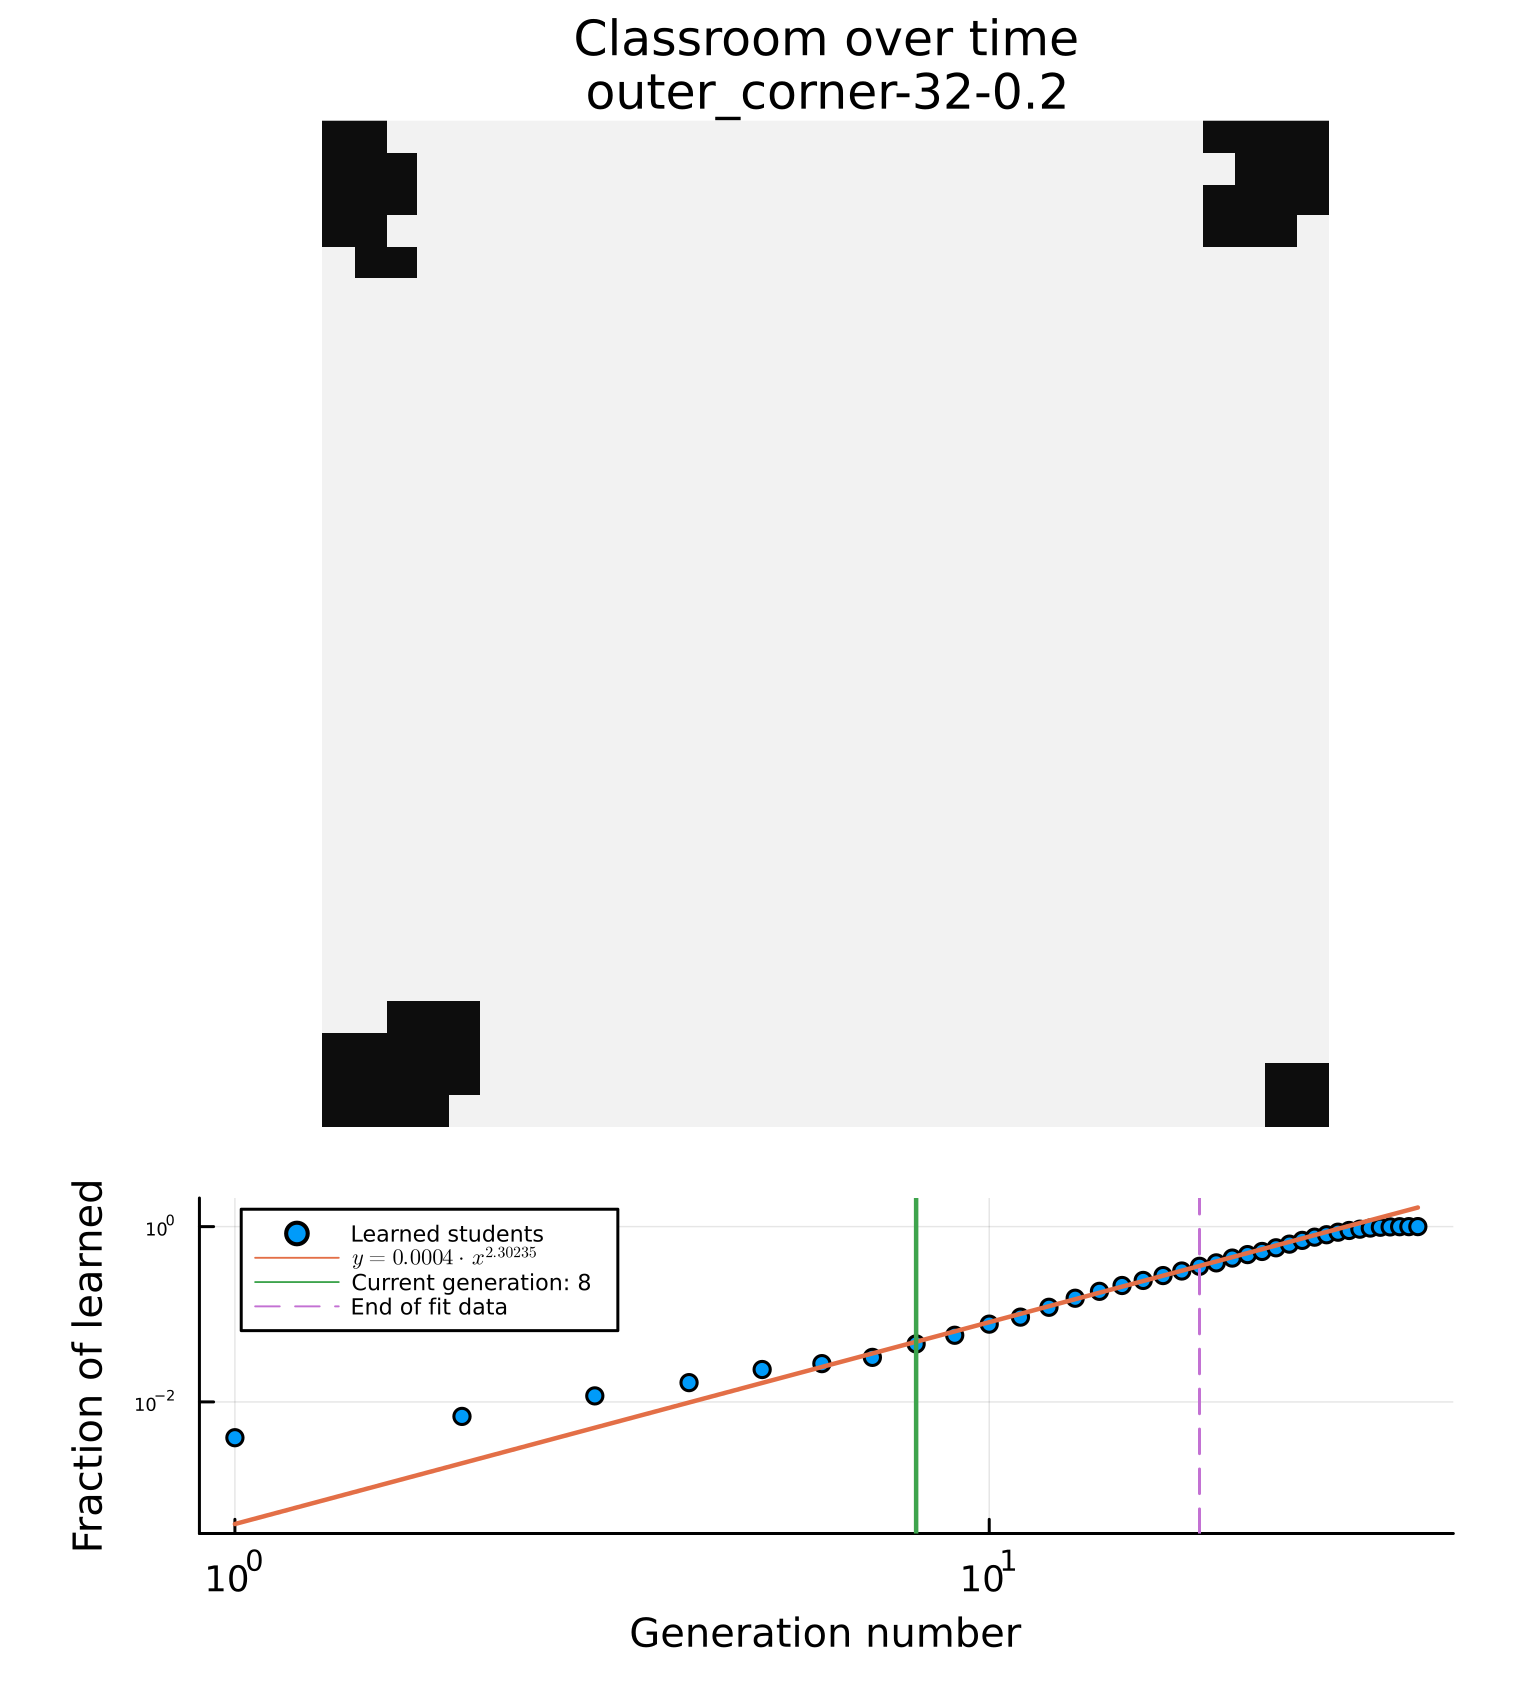 Classroom over time
outer_corner-32-0.2
Fraction of learned
10^0
10^−2
Learned students
y = 0.0004 · x^2.30235
Current generation: 8
End of fit data
10^0
10^1
Generation number